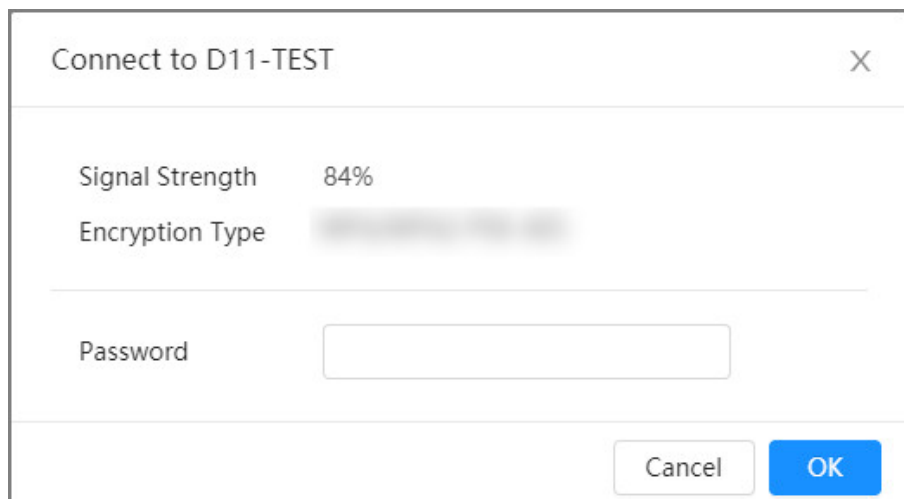 Connect to D11-TEST X
Signal Strength 84%
Encryption Type
Password
Cancel OK